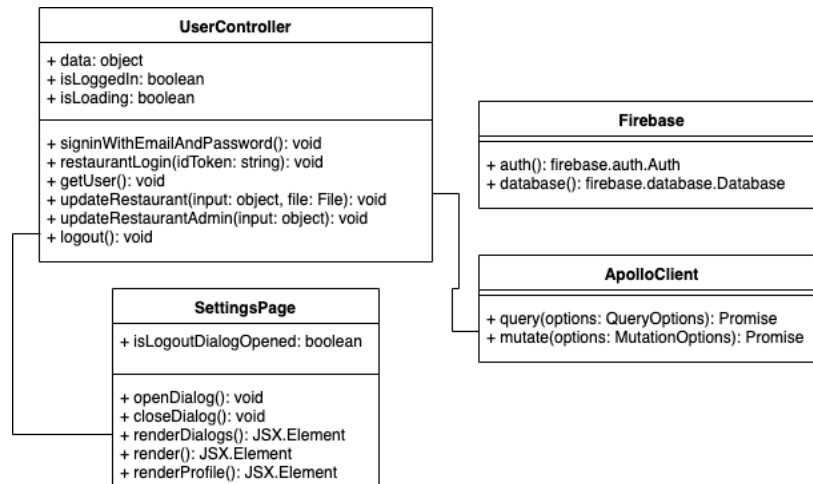 UserController
+ data: object
+ isLoggedIn: boolean
+ isLoading: boolean
+ signinWithEmailAndPassword(): void
+ restaurantLogin(idToken: string): void
+ getUser(): void
+ updateRestaurant(input: object, file: File): void
+ updateRestaurantAdmin(input: object): void
+ logout(): void
Firebase
+ auth(): firebase.auth.Auth
+ database(): firebase.database.Database
ApolloClient
+ query(options: QueryOptions): Promise
+ mutate(options: MutationOptions): Promise
SettingsPage
+ isLogoutDialogOpened: boolean
+ openDialog(): void
+ closeDialog(): void
+ renderDialogs(): JSX.Element
+ render(): JSX.Element
+ renderProfile(): JSX.Element